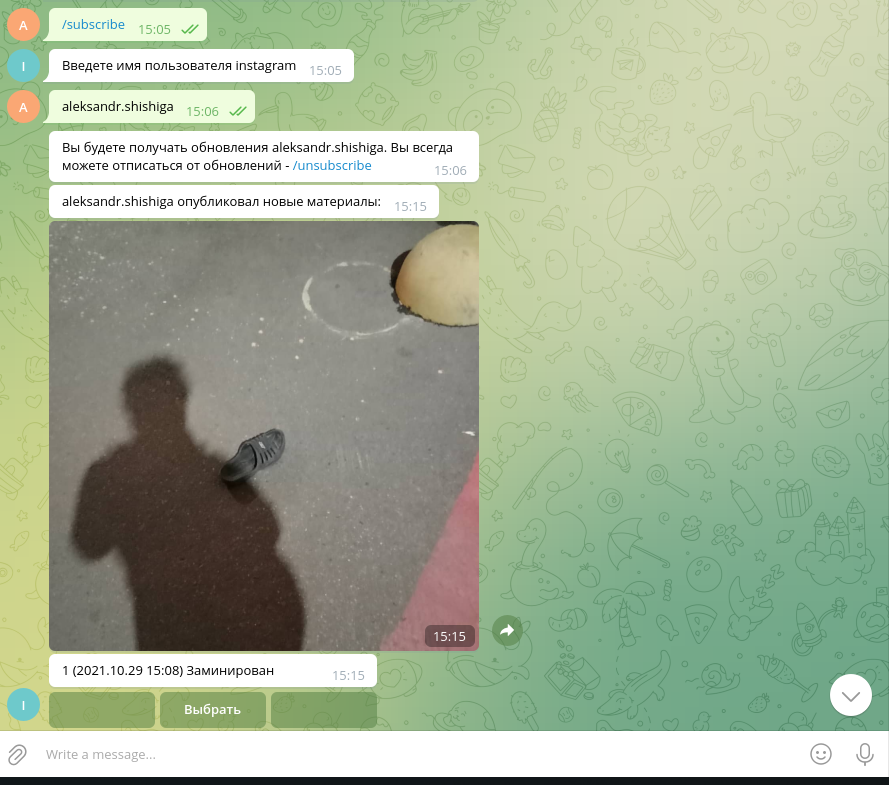 A
/subscribe 15:05
I
Введете имя пользователя instagram 15:05
A
aleksandr.shishiga 15:06
Вы будете получать обновления aleksandr.shishiga. Вы всегда
можете отписаться от обновлений - /unsubscribe 15:06
aleksandr.shishiga опубликовал новые материалы: 15:15
15:15
1 (2021.10.29 15:08) Заминирован 15:15
I
Выбрать
Write a message...